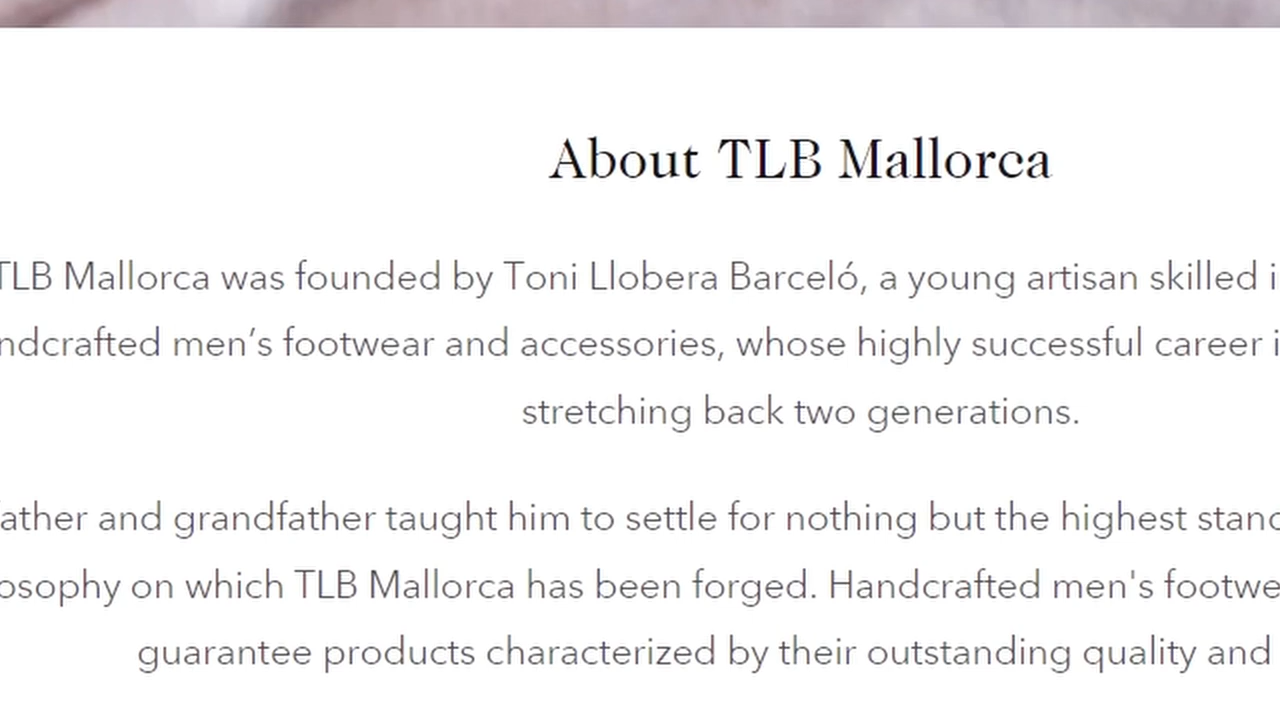 About TLB Mallorca
TLB Mallorca was founded by Toni Llobera Barceló, a young artisan skilled
ndcrafted men’s footwear and accessories, whose highly successful career
stretching back two generations.
father and grandfather taught him to settle for nothing but the highest
osophy on which TLB Mallorca has been forged. Handcrafted men's footwe
guarantee products characterized by their outstanding quality and